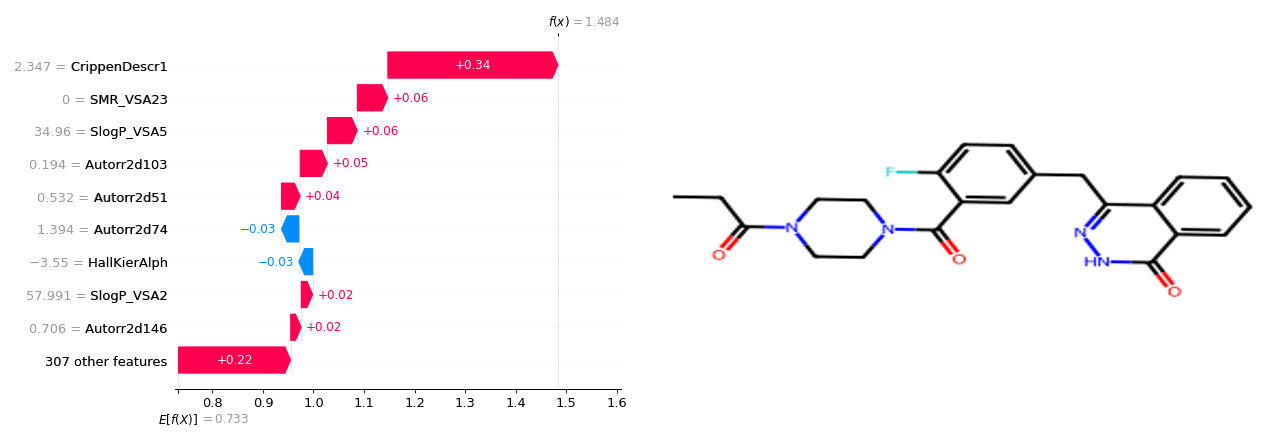 f(x) = 1.484
2.347 = CrippenDescr1
+0.34
0 = SMR_VSA23
+0.06
34.96 = SlogP_VSA5
+0.06
0.194 = Autorr2d103
+0.05
0.532 = Autorr2d51
+0.04
1.394 = Autorr2d74
−0.03
−3.55 = HallKierAlph
−0.03
57.991 = SlogP_VSA2
+0.02
0.706 = Autorr2d146
+0.02
307 other features
+0.22
0.8 0.9 1.0 1.1 1.2 1.3 1.4 1.5 1.6
E[f(X)] = 0.733
F
O
N
N
O
N
HN
O